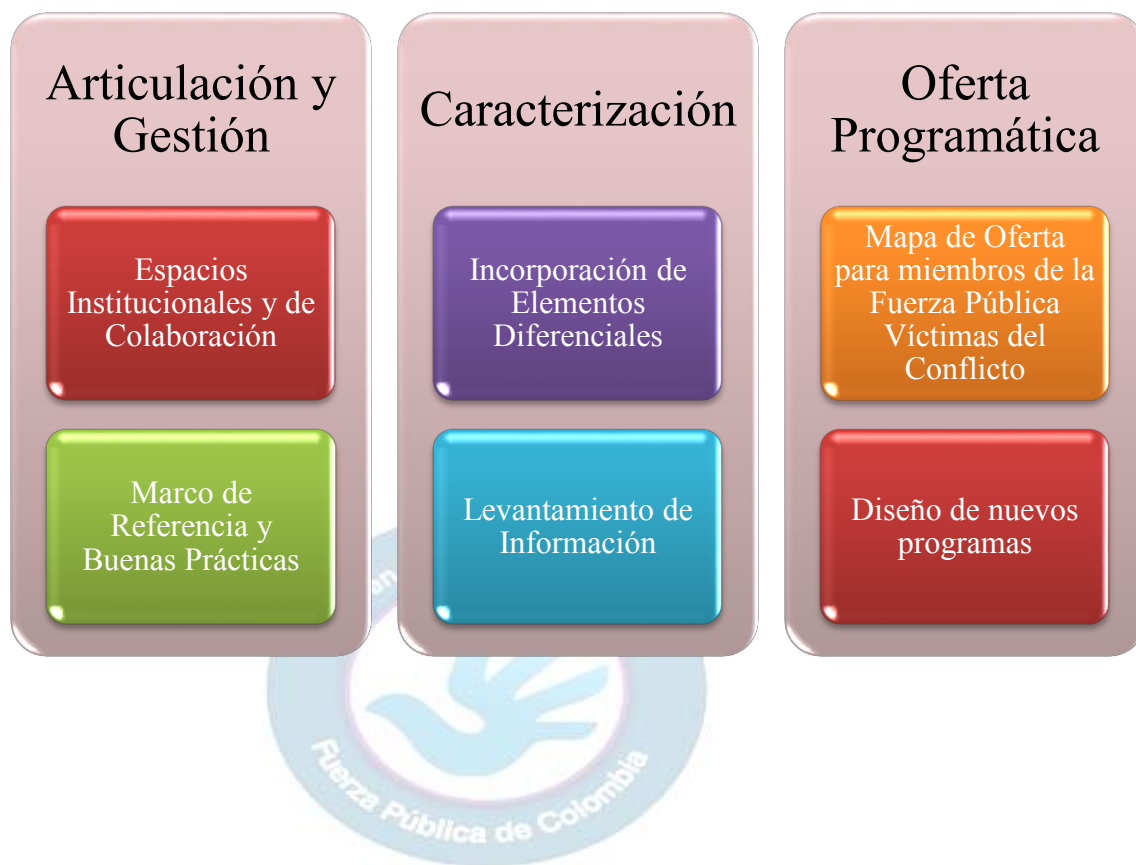 Articulación y
Gestión
Espacios
Institucionales y de
Colaboración
Marco de
Referencia y
Buenas Prácticas
Caracterización
Incorporación de
Elementos
Diferenciales
Levantamiento de
Información
Oferta
Programática
Mapa de Oferta
para miembros de la
Fuerza Pública
Víctimas del
Conflicto
Diseño de nuevos
programas
Fuerza Pública de Colombia